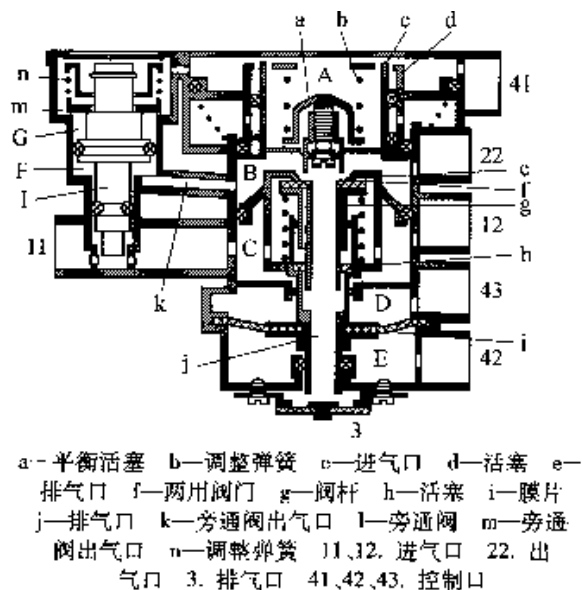 a b c d
n
m
G
F
I
11
A
B
C
D
E
41
22
e
f
g
12
h
43
i
42
k
j
3
a—平衡活塞 b—调整弹簧 c—进气口 d—活塞 e—
排气口 f—两用阀门 g—阀杆 h—活塞 i—膜片
j—排气口 k—旁通阀出气口 l—旁通阀 m—旁通
阀出气口 n—调整弹簧 11、12. 进气口 22. 出
气口 3. 排气口 41、42、43. 控制口